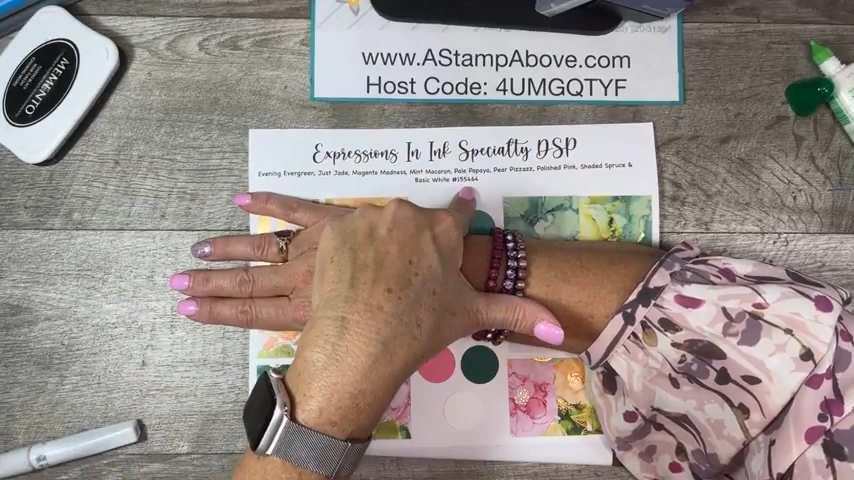 www.AStampAbove.com
Host Code: 4UMGQTYF
MEMENTO
Expressions In Ink Specialty DSP
Evening Evergreen, Just Jade, Magenta Madness, Mint Macaron, Pale Papaya, Pear Pizzazz, Polished Pink, Shaded Spruce &
Basic White #155464